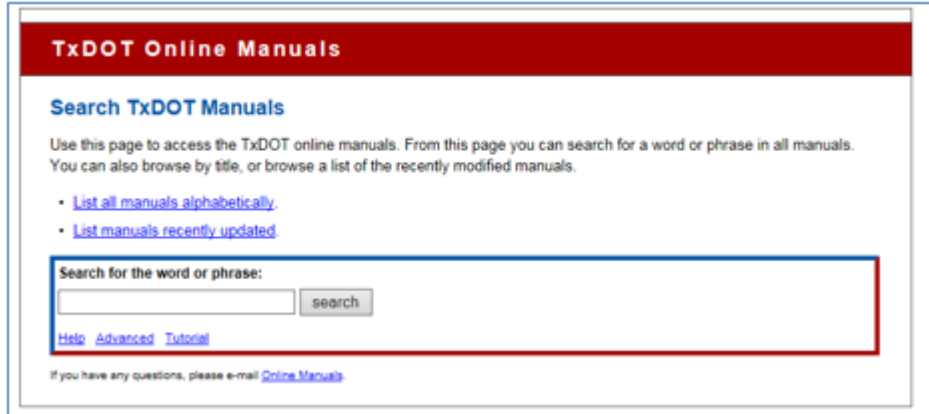 TxDOT Online Manuals
Search TxDOT Manuals
Use this page to access the TxDOT online manuals. From this page you can search for a word or phrase in all manuals.
You can also browse by title, or browse a list of the recently modified manuals.
• List all manuals alphabetically.
• List manuals recently updated.
Search for the word or phrase:
search
Help Advanced Tutorial
If you have any questions, please e-mail Online Manuals.